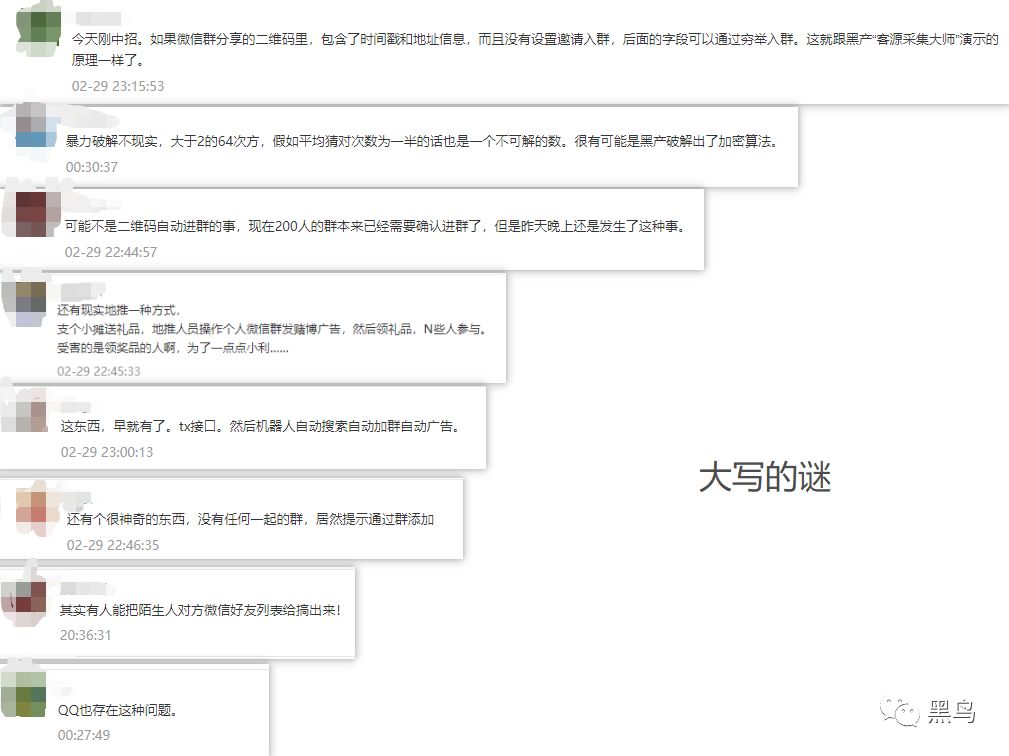 今天刚中招。如果微信群分享的二维码里，包含了时间戳和地址信息，而且没有设置邀请入群，后面的字段可以通过穷举入群。这就跟黑产“客源采集大师”演示的
原理一样了。
02-29 23:15:53
暴力破解不现实，大于2的64次方，假如平均猜对次数为一半的话也是一个不可解的数。很有可能是黑产破解出了加密算法。
00:30:37
可能不是二维码自动进群的事，现在200人的群本来已经需要确认进群了，但是昨天晚上还是发生了这种事。
02-29 22:44:57
还有现实地推一种方式，
支个小摊送礼品，地推人员操作个人微信群发赌博广告，然后领礼品，N些人参与。
受害的是领奖品的人啊，为了一点点小利......
02-29 22:45:33
这东西，早就有了。tx接口。然后机器人自动搜索自动加群自动广告。
02-29 23:00:13
大写的谜
还有个很神奇的东西，没有任何一起的群，居然提示通过群添加
02-29 22:46:35
其实有人能把陌生人对方微信好友列表给搞出来！
20:36:31
QQ也存在这种问题。
00:27:49
黑鸟